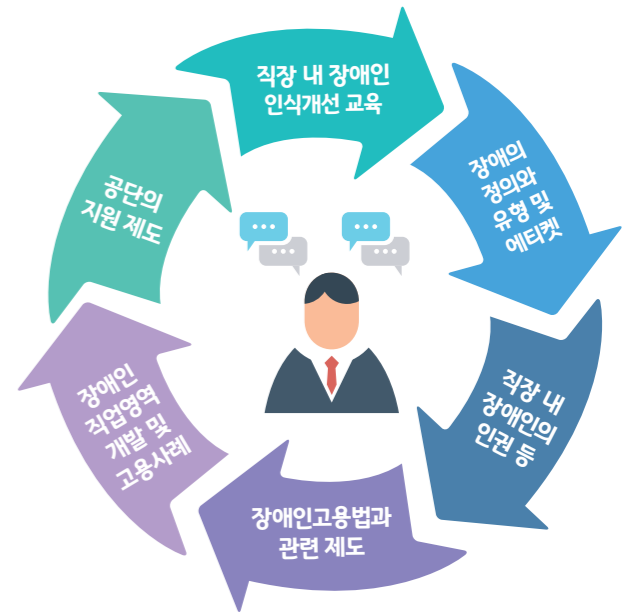 직장 내 장애인
인식개선 교육
장애의
정의와
유형 및
에티켓
직장 내
장애인의
인권 등
장애인고용법과
관련 제도
장애인
직업영역
개발 및
고용사례
공단의
지원 제도